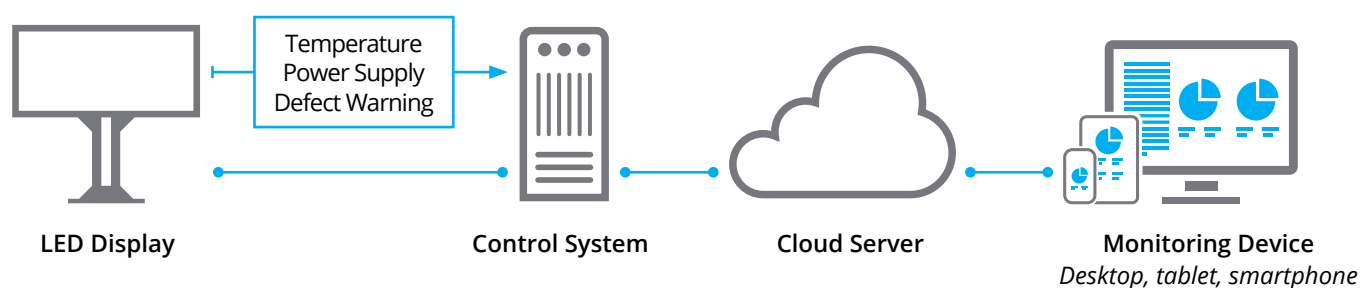 Temperature
Power Supply
Defect Warning
LED Display
Control System
Cloud Server
Monitoring Device
Desktop, tablet, smartphone